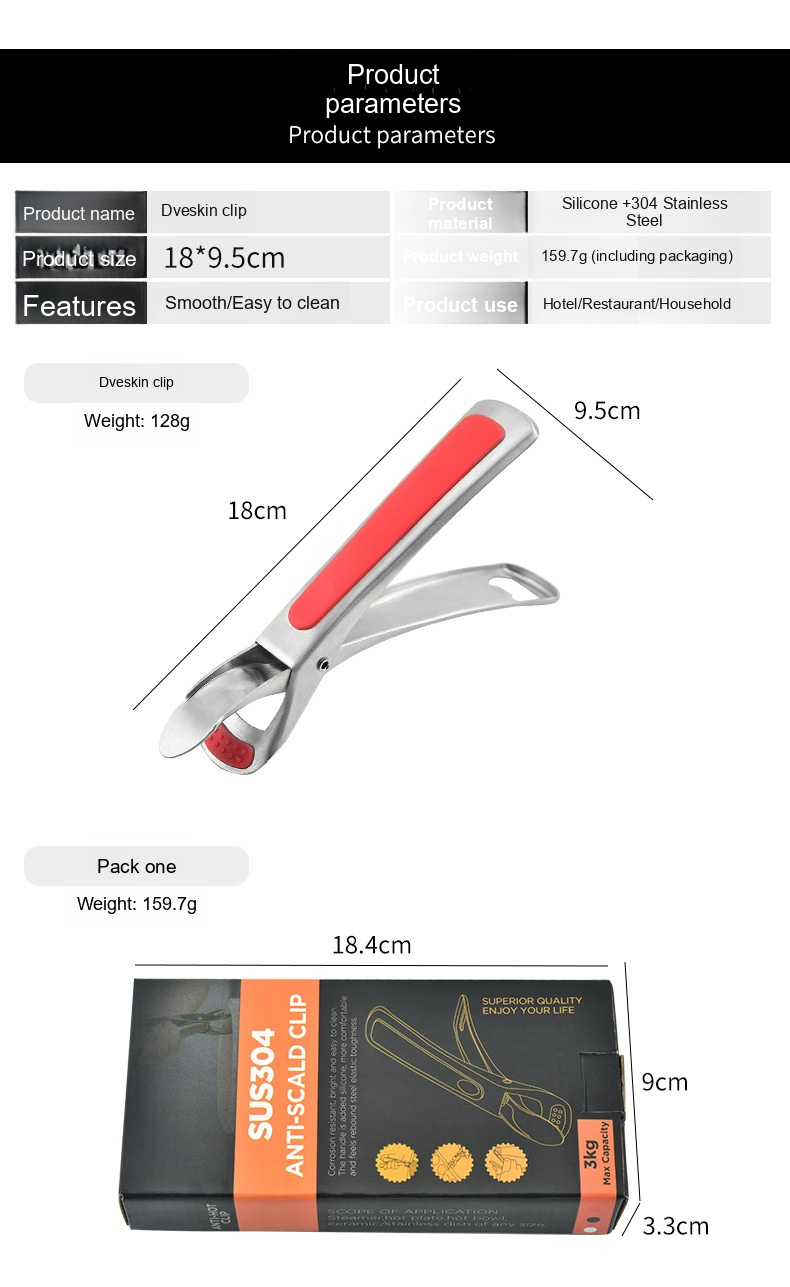 Product
parameters
Product parameters
Product name
Dveskin clip
Product
material
Silicone +304 Stainless
Steel
Product size
18*9.5cm
Product weight
159.7g (including packaging)
Features
Smooth/Easy to clean
Product use
Hotel/Restaurant/Household
Dveskin clip
Weight: 128g
9.5cm
18cm
Pack one
Weight: 159.7g
18.4cm
SUS304
ANTI-SCALD CLIP
Corrosion resistant, bright and easy to clean.
The handle is added silicone, more comfortable
and feels rebound steel elastic toughness.
SUPERIOR QUALITY
ENJOY YOUR LIFE
9cm
3kg
Max Capacity
ANTI-HOT
CLIP
SCOPE OF APPLICATION
Steamer,hot plate,hot bowl,
ceramic/stainless dish of any size.
3.3cm